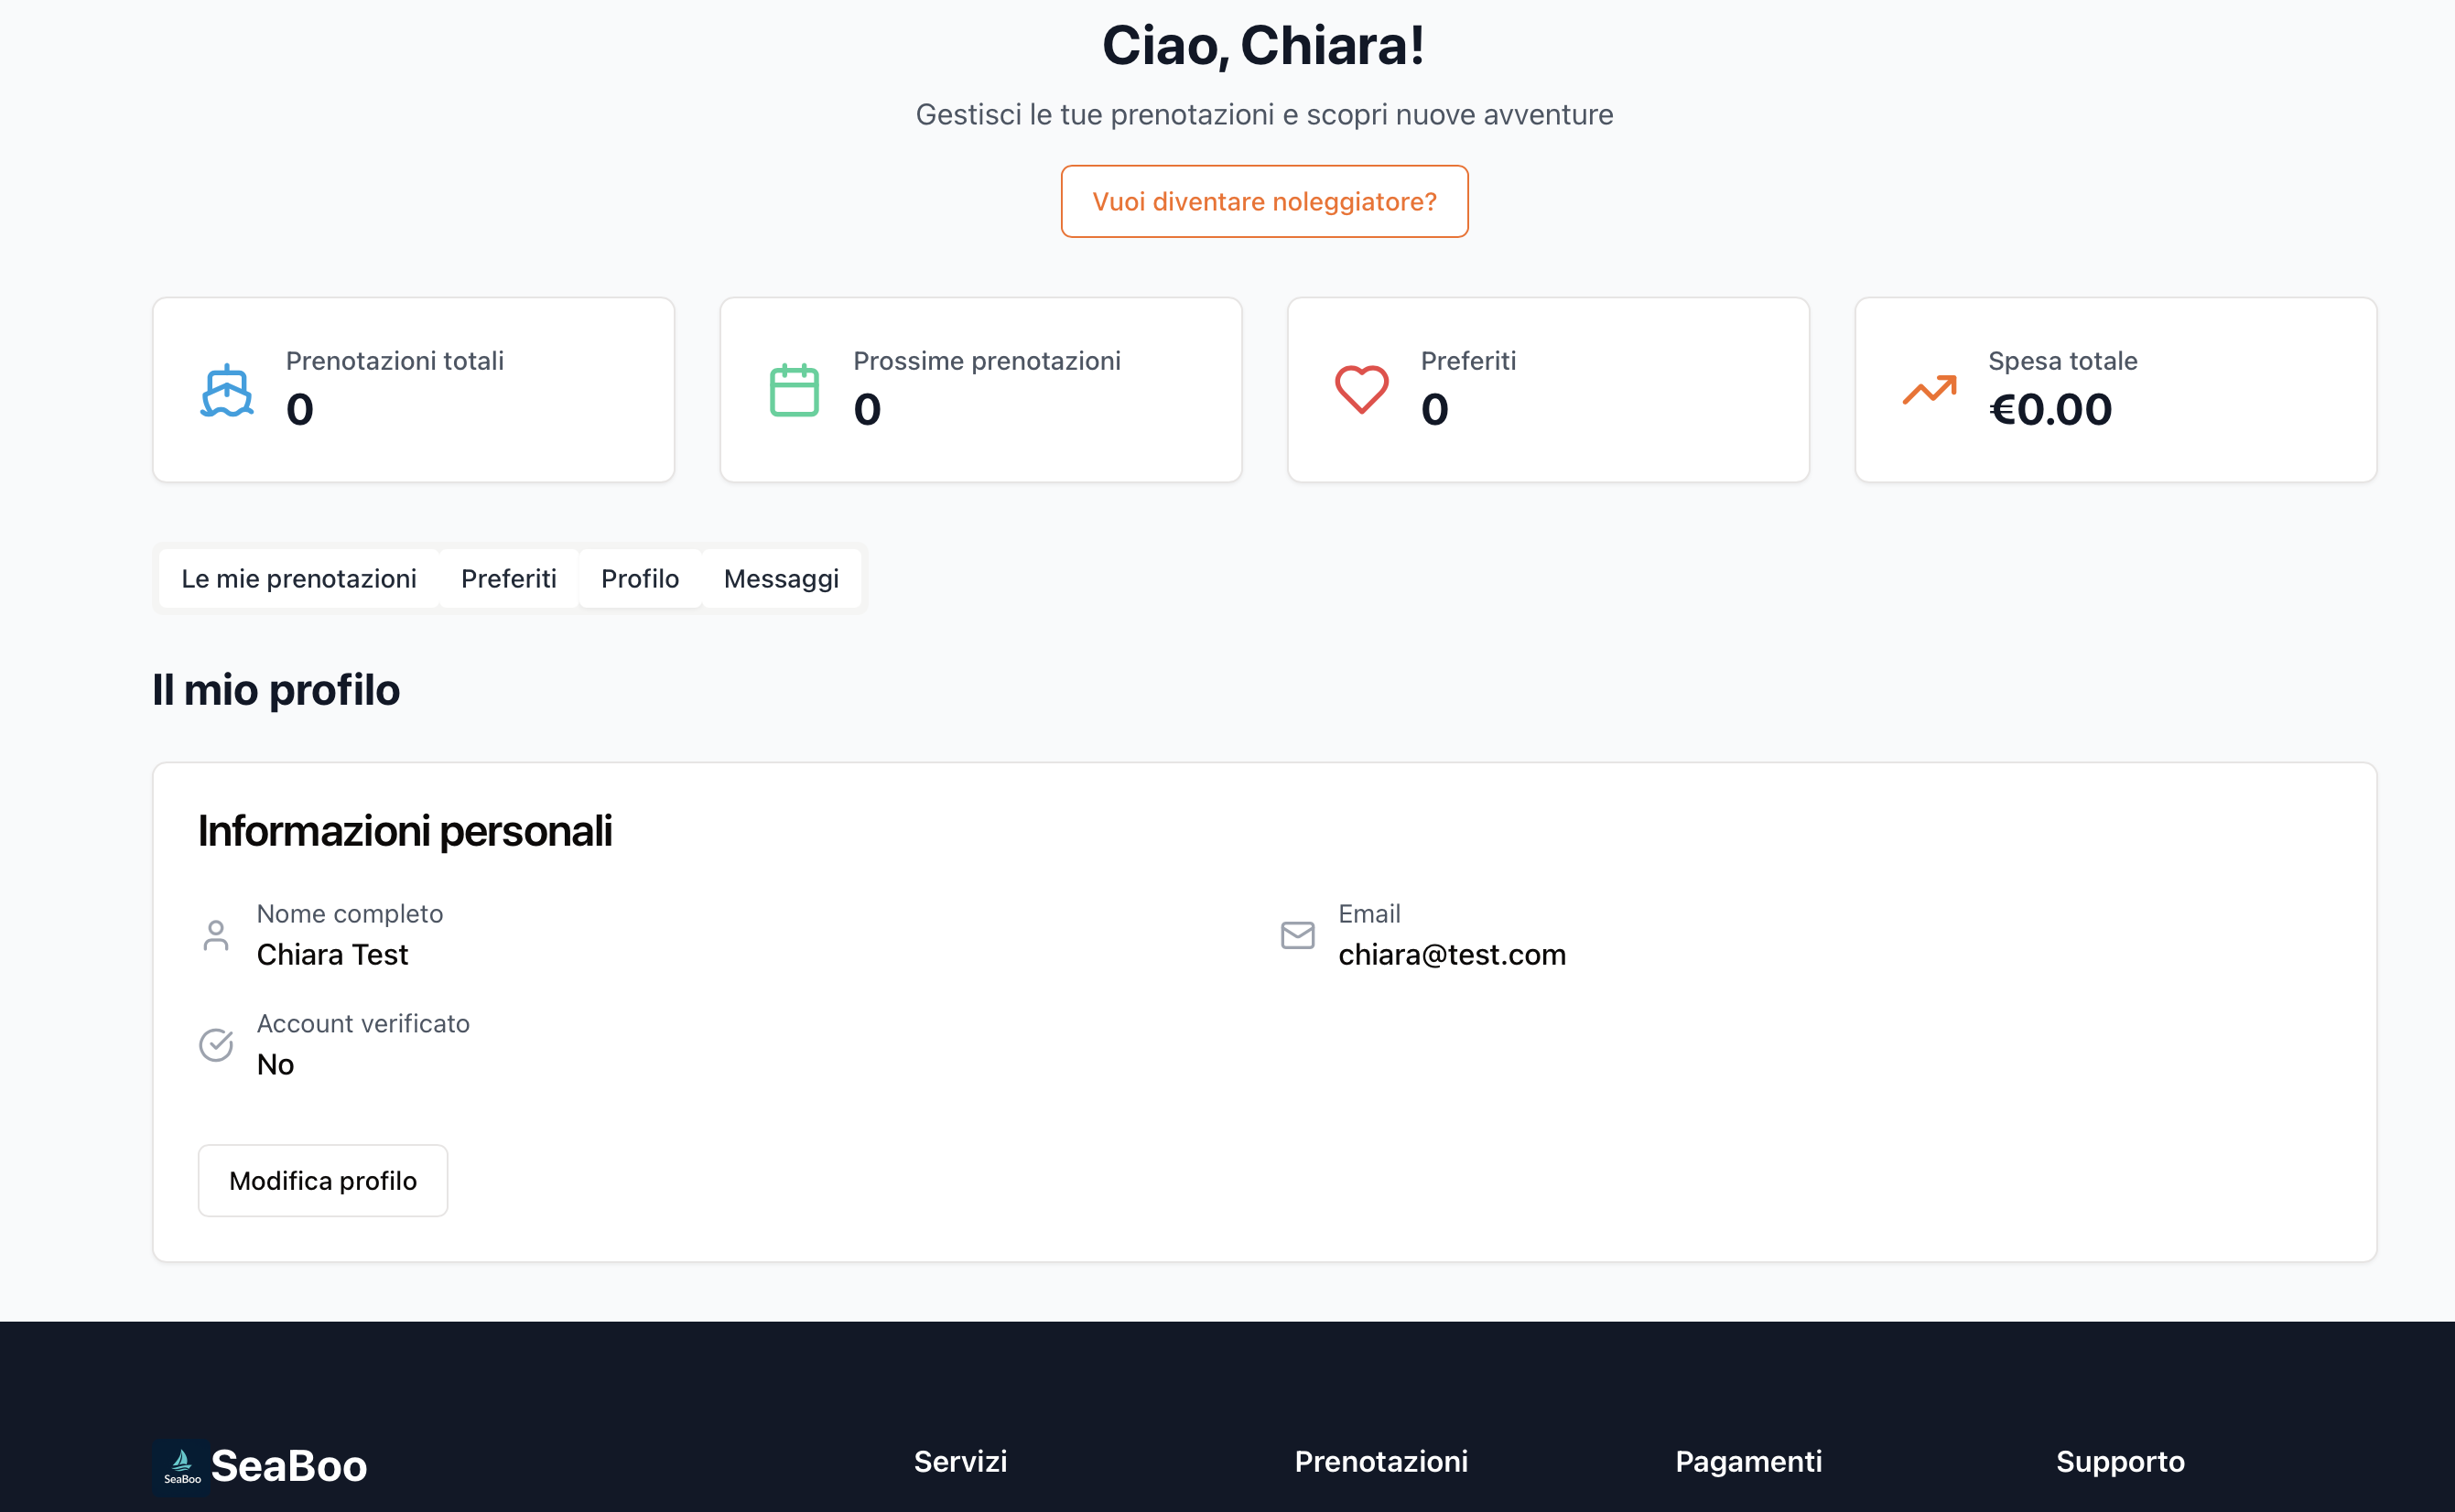 Ciao, Chiara!
Gestisci le tue prenotazioni e scopri nuove avventure
Vuoi diventare noleggiatore?
Prenotazioni totali
0
Prossime prenotazioni
0
Preferiti
0
Spesa totale
€0.00
Le mie prenotazioni
Preferiti
Profilo
Messaggi
Il mio profilo
Informazioni personali
Nome completo
Chiara Test
Email
chiara@test.com
Account verificato
No
Modifica profilo
SeaBoo
SeaBoo
Servizi
Prenotazioni
Pagamenti
Supporto